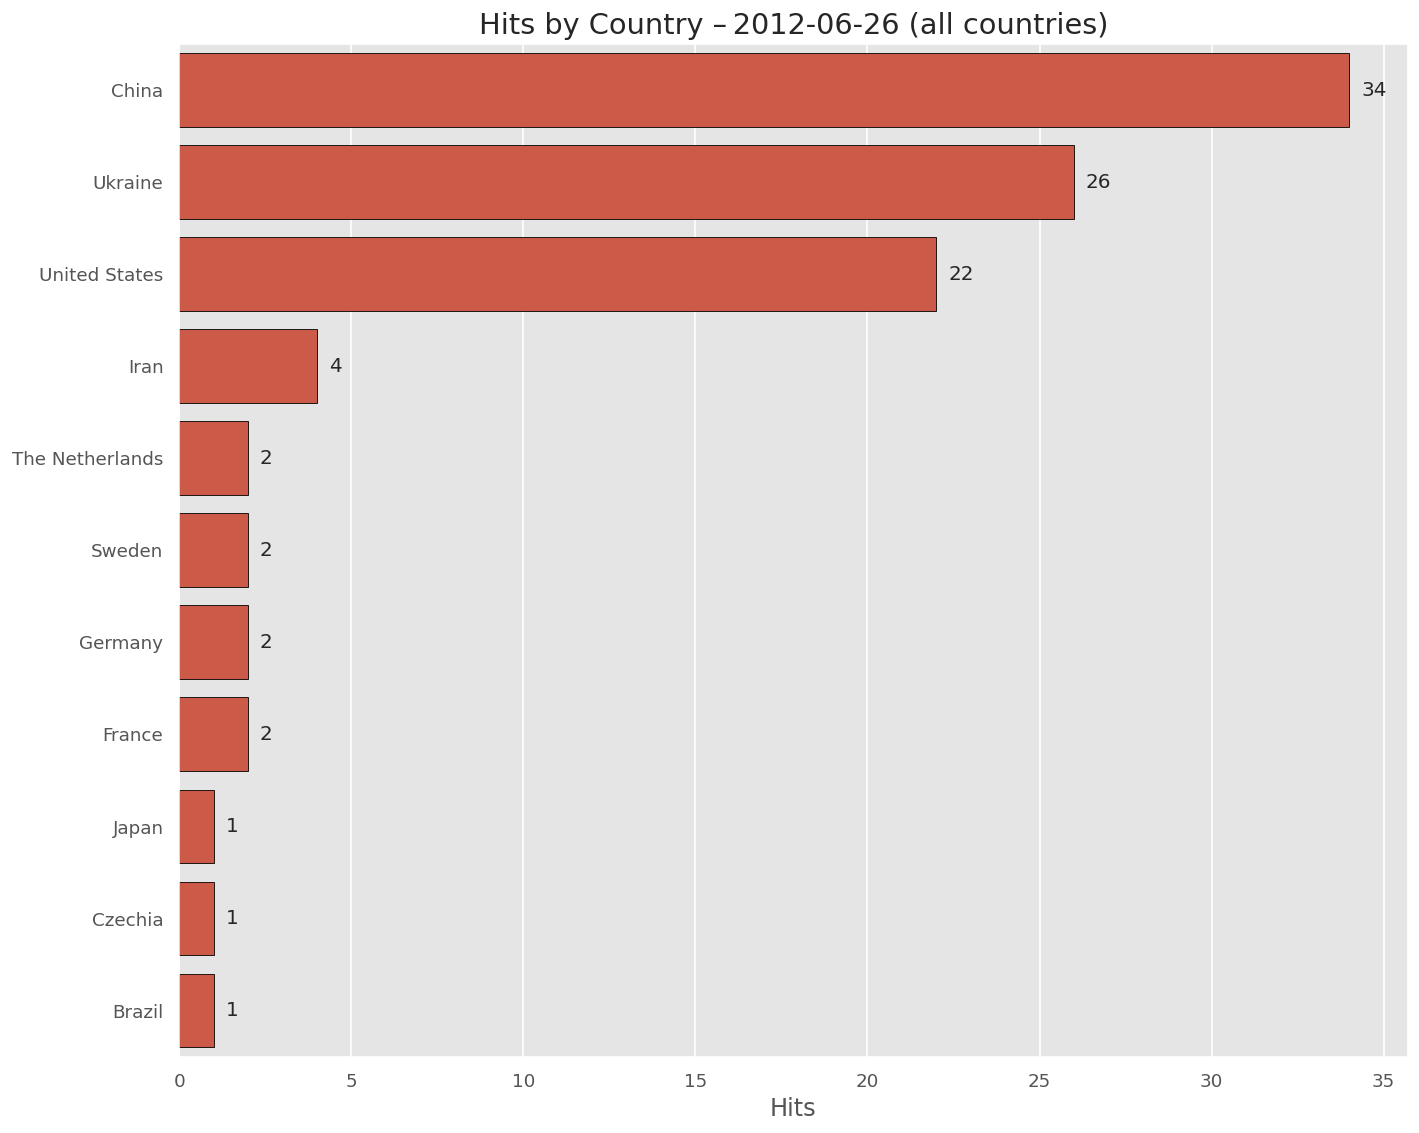 Hits by Country – 2012-06-26 (all countries)
China 34
Ukraine 26
United States 22
Iran 4
The Netherlands 2
Sweden 2
Germany 2
France 2
Japan 1
Czechia 1
Brazil 1
0 5 10 15 20 25 30 35
Hits